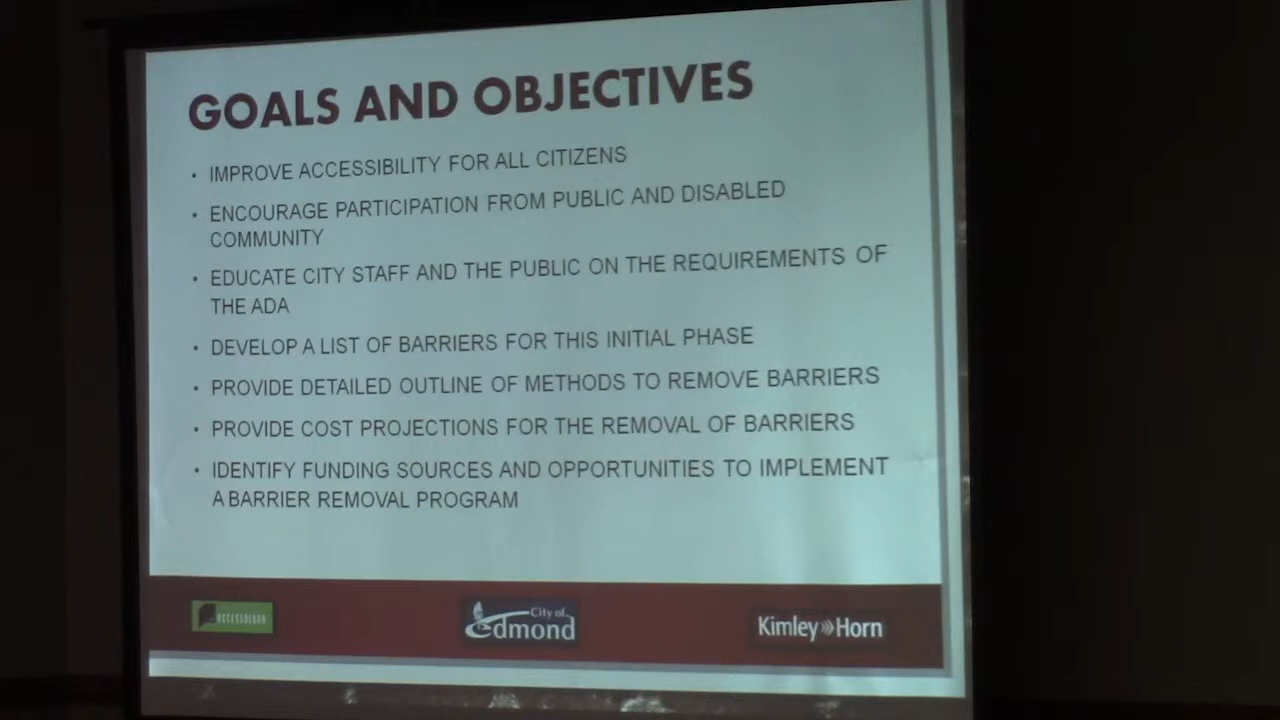 GOALS AND OBJECTIVES
• IMPROVE ACCESSIBILITY FOR ALL CITIZENS
• ENCOURAGE PARTICIPATION FROM PUBLIC AND DISABLED
COMMUNITY
• EDUCATE CITY STAFF AND THE PUBLIC ON THE REQUIREMENTS OF
THE ADA
• DEVELOP A LIST OF BARRIERS FOR THIS INITIAL PHASE
• PROVIDE DETAILED OUTLINE OF METHODS TO REMOVE BARRIERS
• PROVIDE COST PROJECTIONS FOR THE REMOVAL OF BARRIERS
• IDENTIFY FUNDING SOURCES AND OPPORTUNITIES TO IMPLEMENT
A BARRIER REMOVAL PROGRAM
ACCESSOLOGY
City of
Edmond
Kimley»Horn